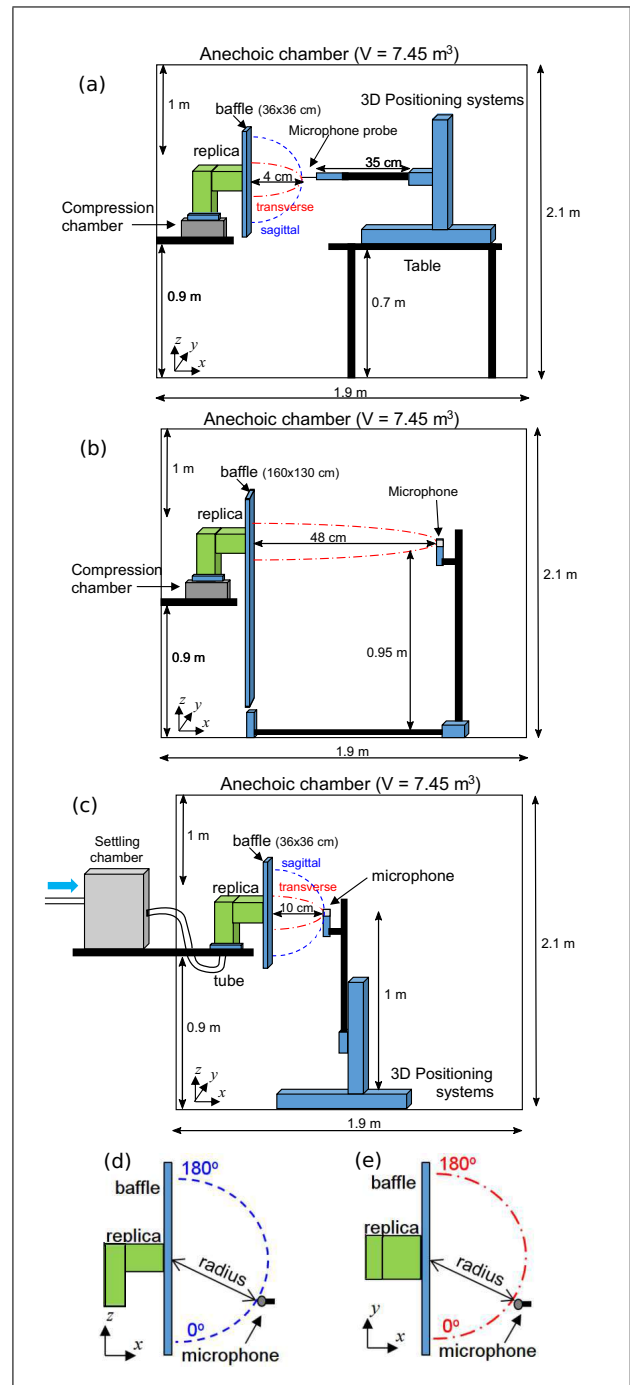 Anechoic chamber (V = 7.45 m³)
(a)
1 m
baffle (36x36 cm)
3D Positioning systems
Microphone probe
replica
35 cm
4 cm
Compression
chamber
transverse
sagittal
2.1 m
Table
0.9 m
0.7 m
z
y
x
1.9 m
Anechoic chamber (V = 7.45 m³)
(b)
1 m
baffle (160x130 cm)
Microphone
replica
48 cm
Compression
chamber
2.1 m
0.9 m
0.95 m
z
y
x
1.9 m
Anechoic chamber (V = 7.45 m³)
(c)
1 m
baffle (36x36 cm)
Settling
chamber
sagittal
microphone
replica
transverse
10 cm
2.1 m
tube
1 m
0.9 m
3D Positioning
systems
z
y
x
1.9 m
(d)
180º
baffle
replica
radius
z
0º
x
microphone
(e)
180º
baffle
replica
radius
y
0º
x
microphone